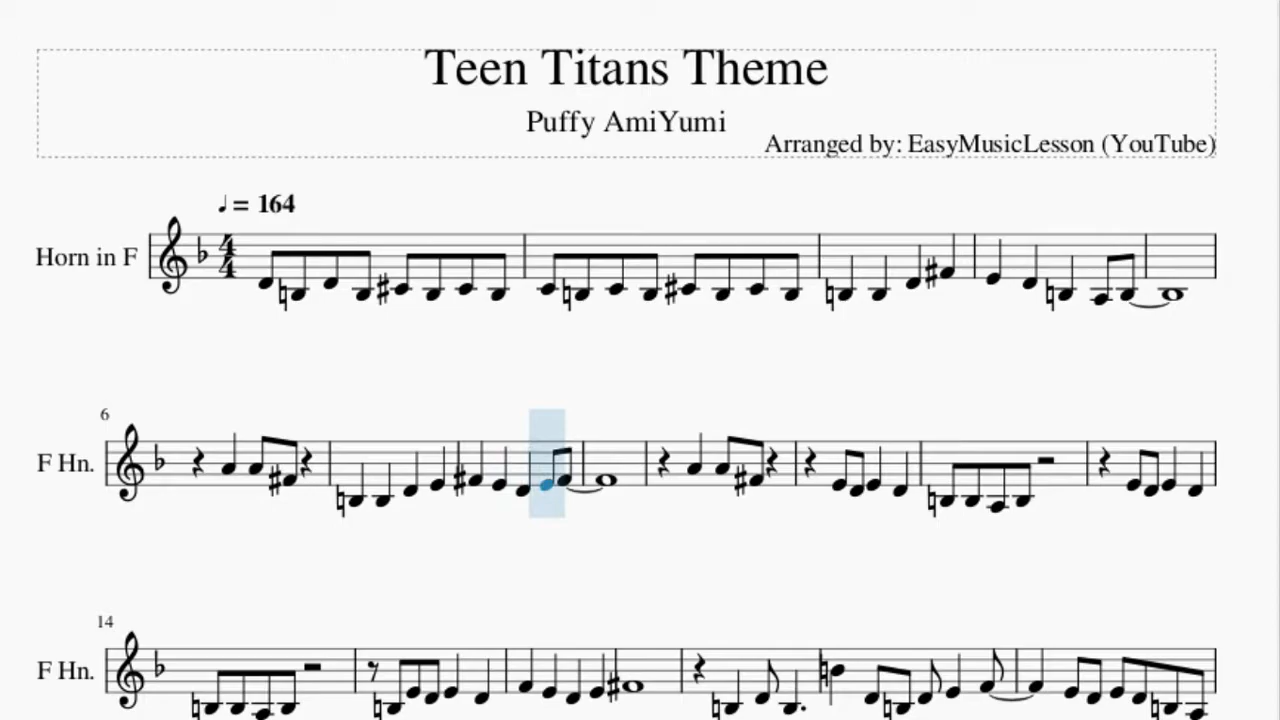 Teen Titans Theme
Puffy AmiYumi
Arranged by: EasyMusicLesson (YouTube)
♩ = 164
Horn in F
4
4
6
F Hn.
14
F Hn.